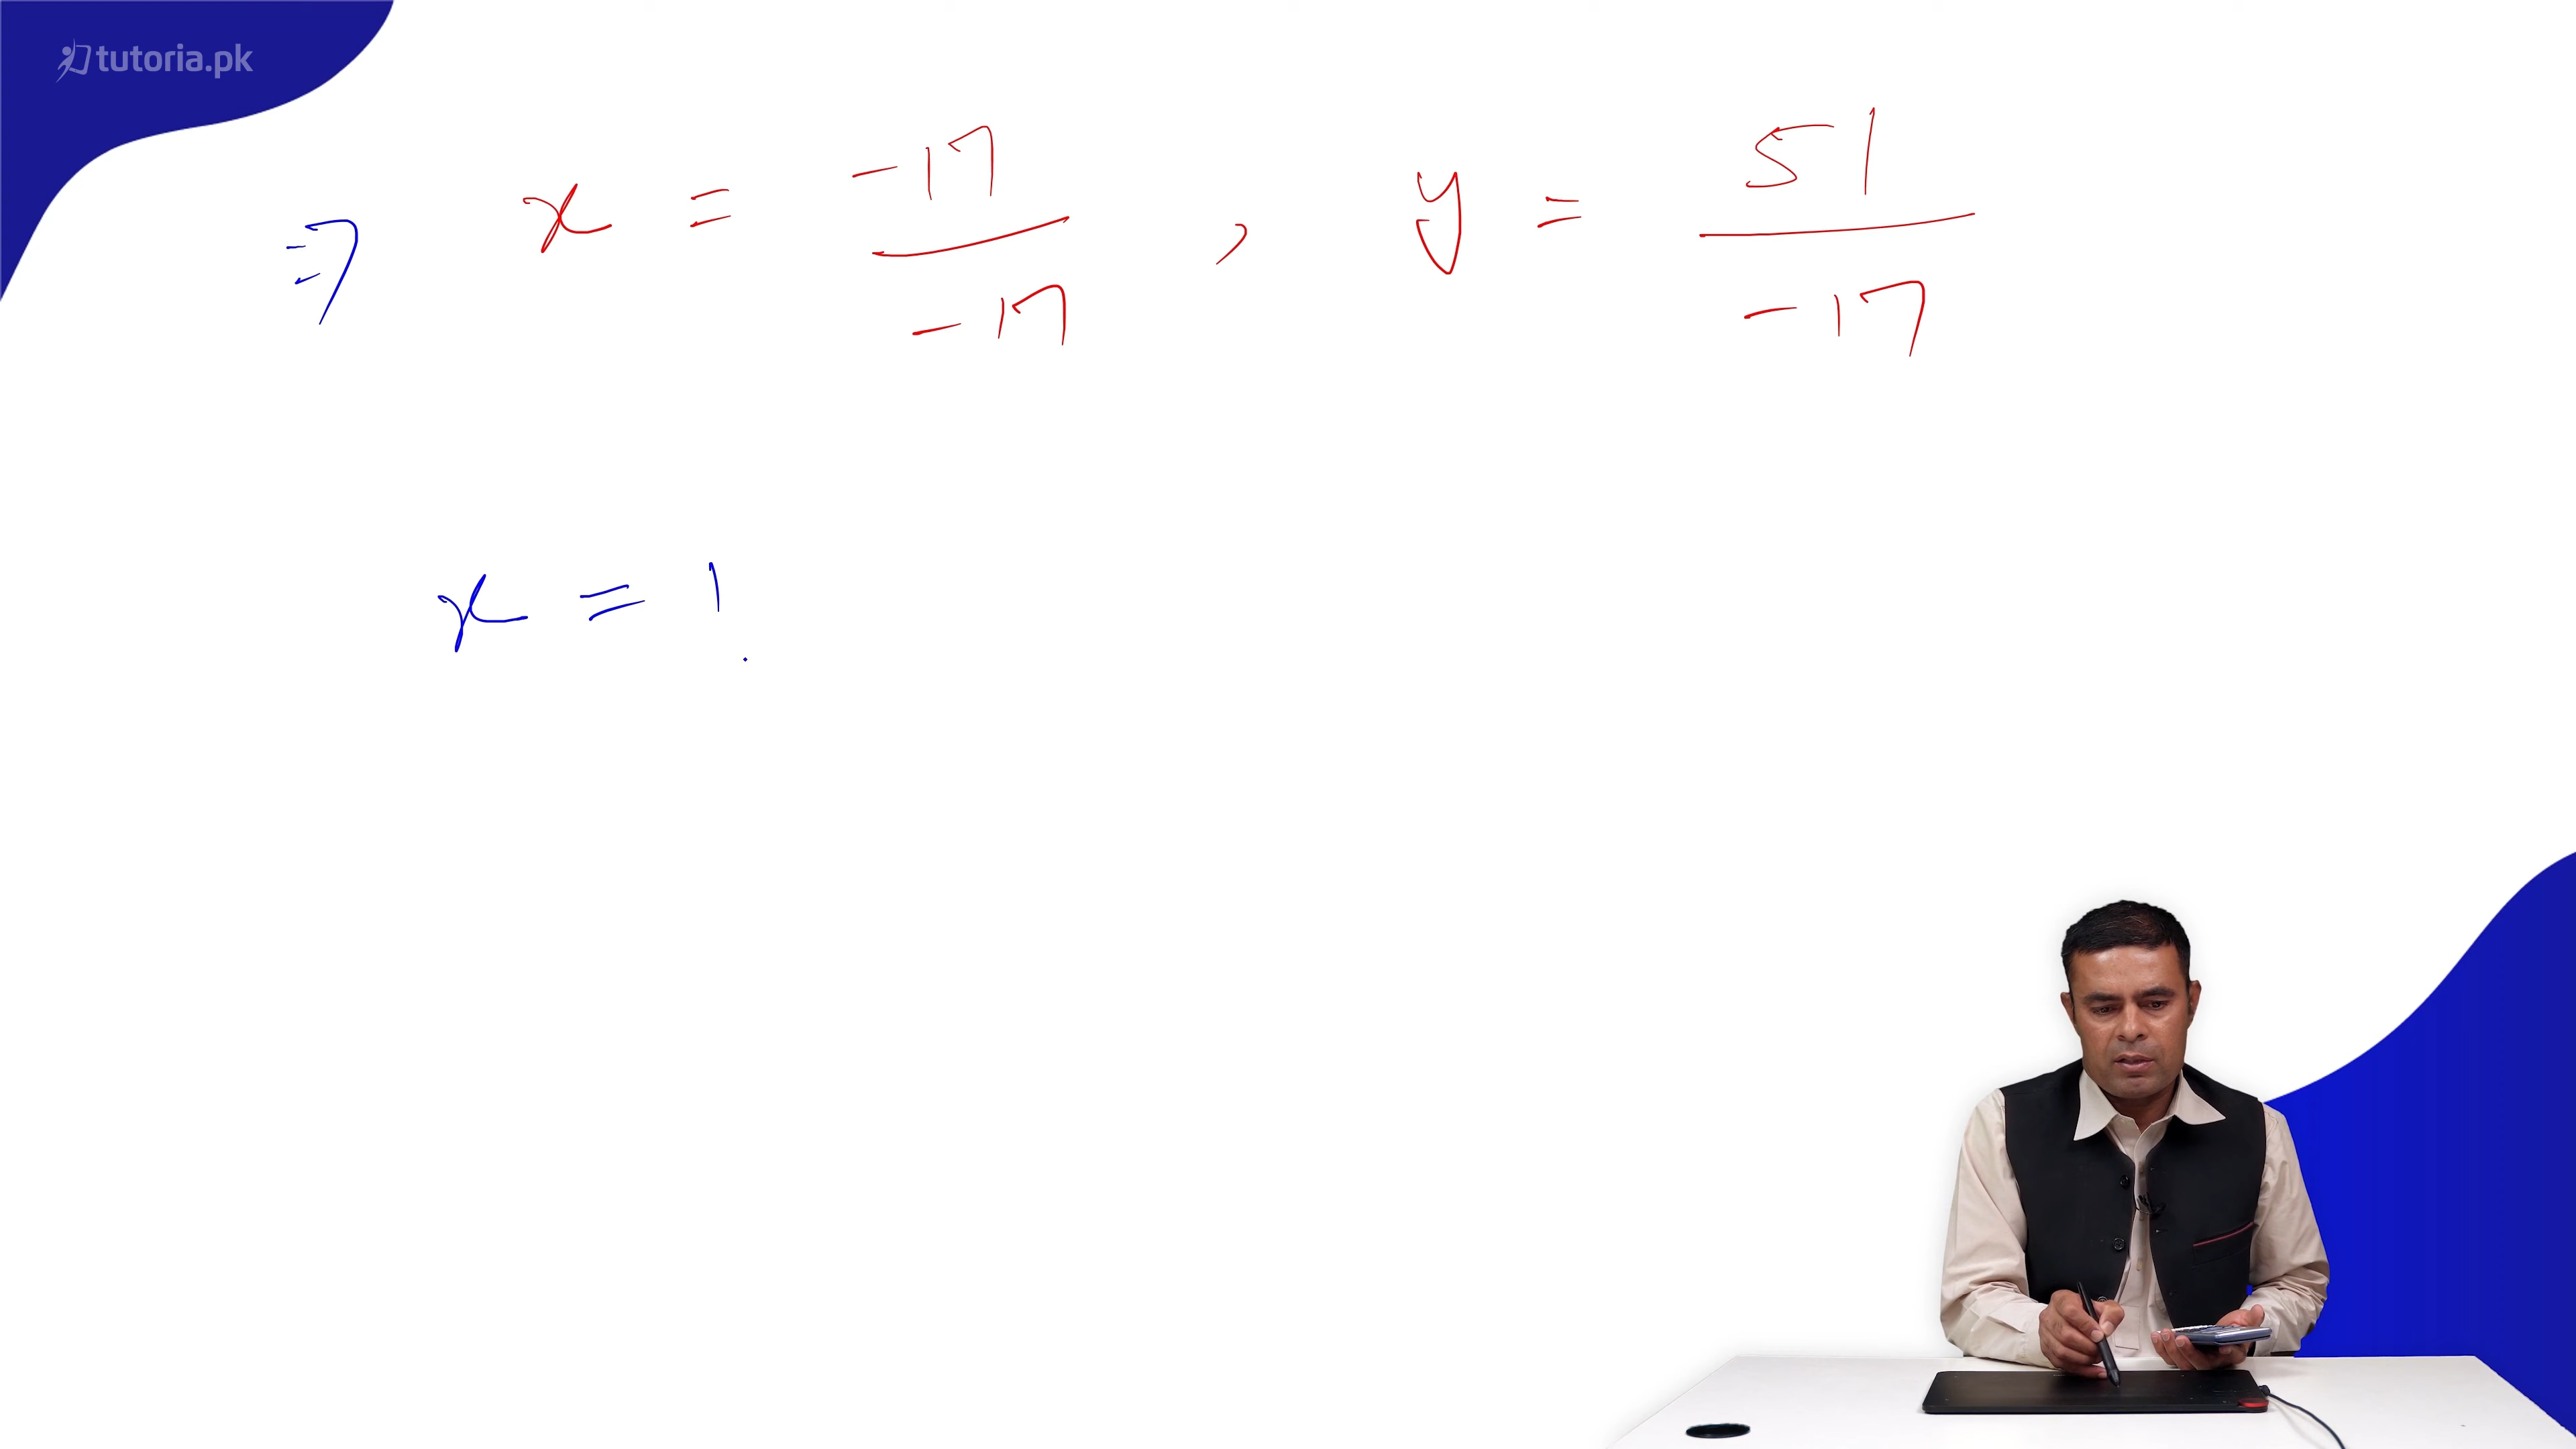 tutoria.pk
⇒ x = -17/-17 , y = 51/-17
x = 1